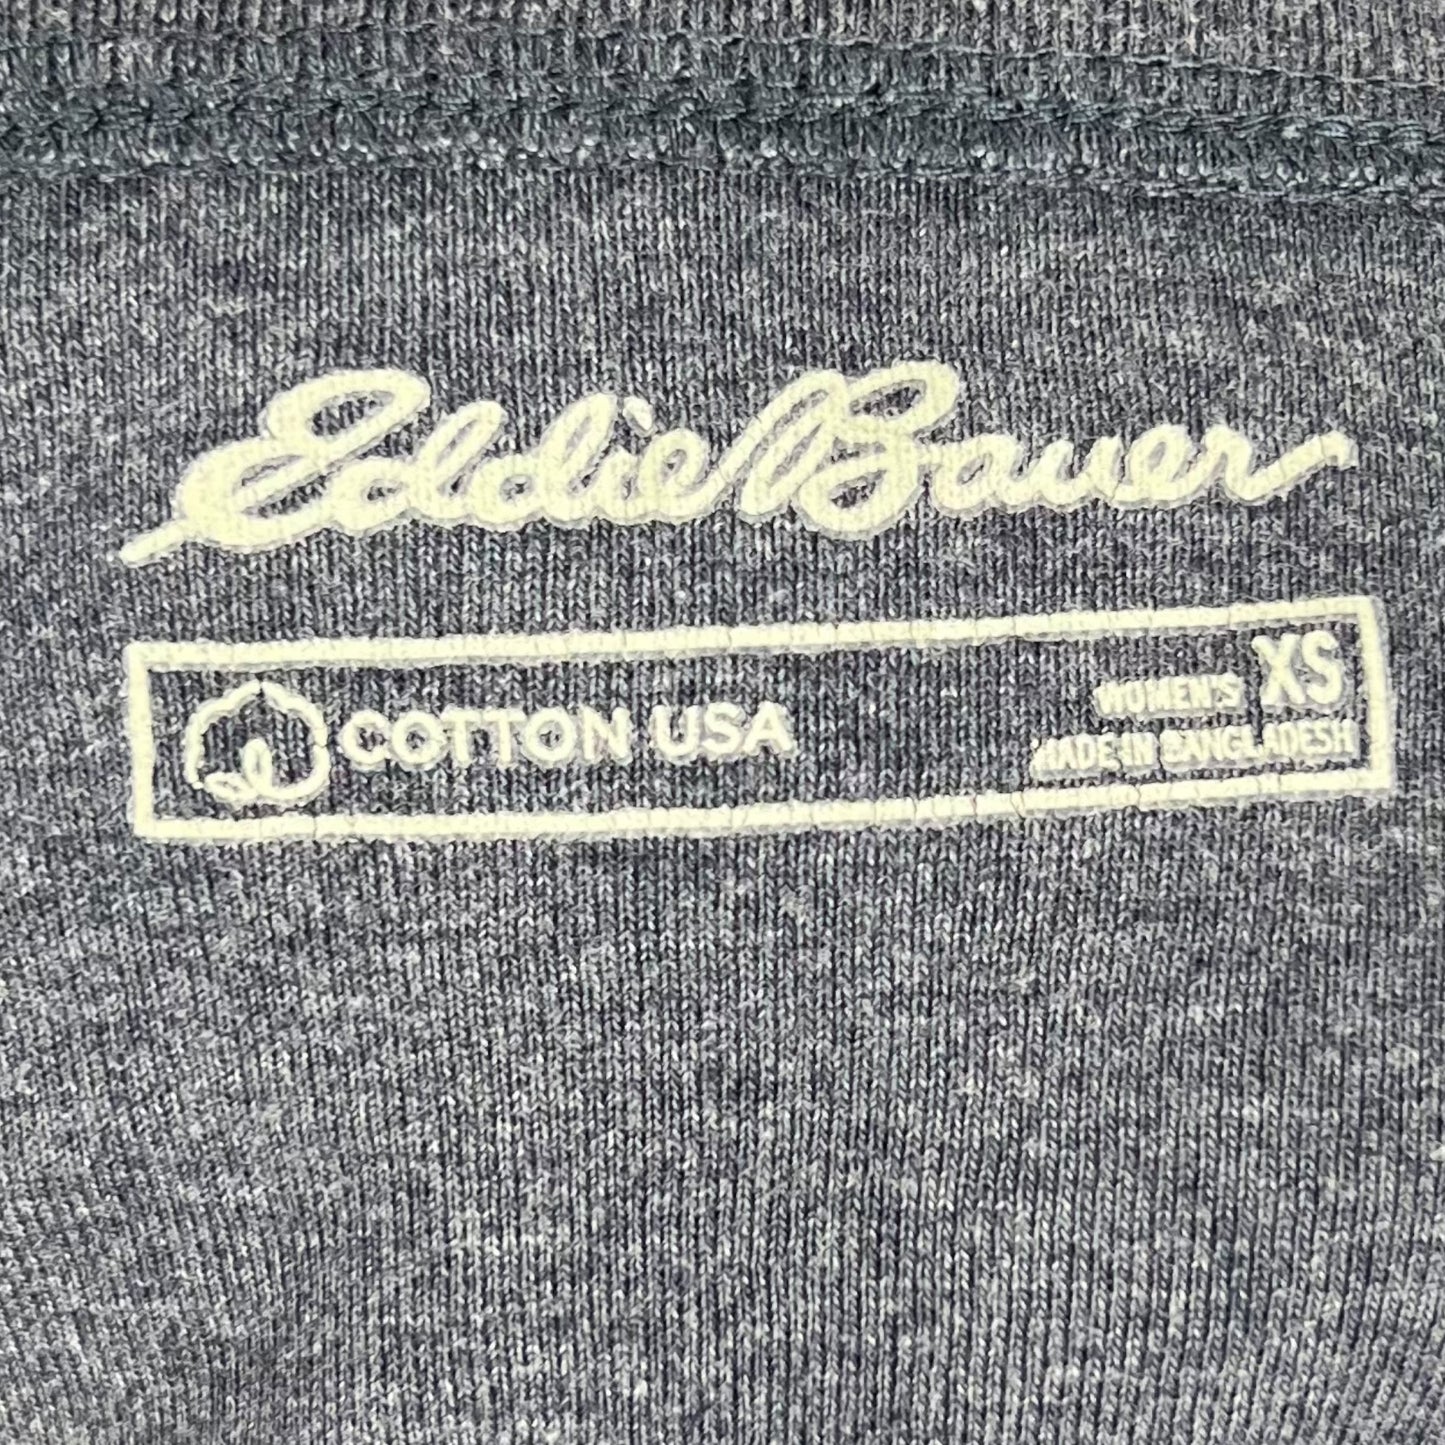 Eddie Bauer
COTTON USA
WOMEN'S XS
MADE IN BANGLADESH